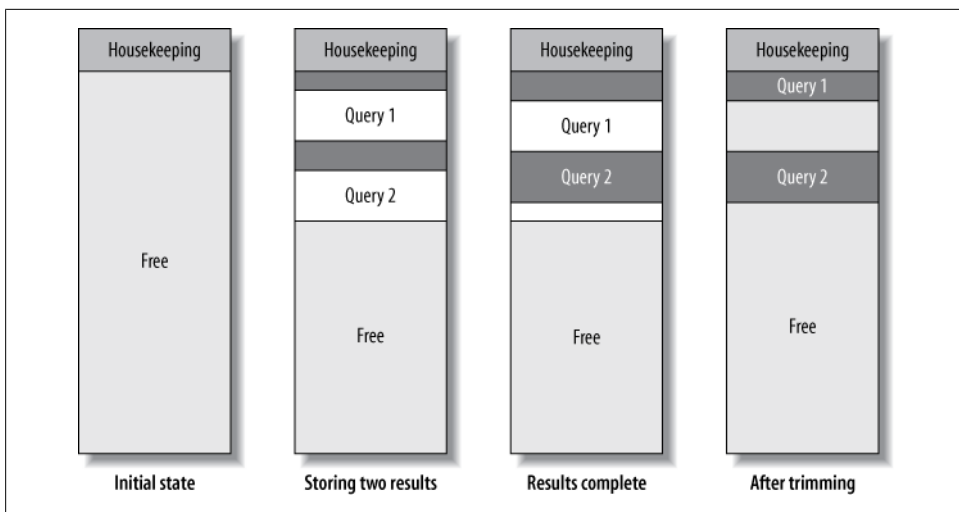 Housekeeping
Free
Initial state
Housekeeping
Query 1
Query 2
Free
Storing two results
Housekeeping
Query 1
Query 2
Free
Results complete
Housekeeping
Query 1
Query 2
Free
After trimming